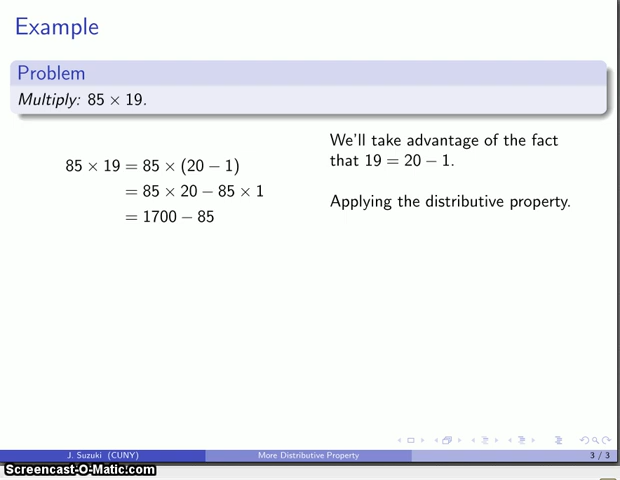 Example
Problem
Multiply: 85 × 19.
We'll take advantage of the fact
that 19 = 20 − 1.
85 × 19 = 85 × (20 − 1)
= 85 × 20 − 85 × 1
Applying the distributive property.
= 1700 − 85
J. Suzuki (CUNY)
More Distributive Property
3 / 3
Screencast-O-Matic.com